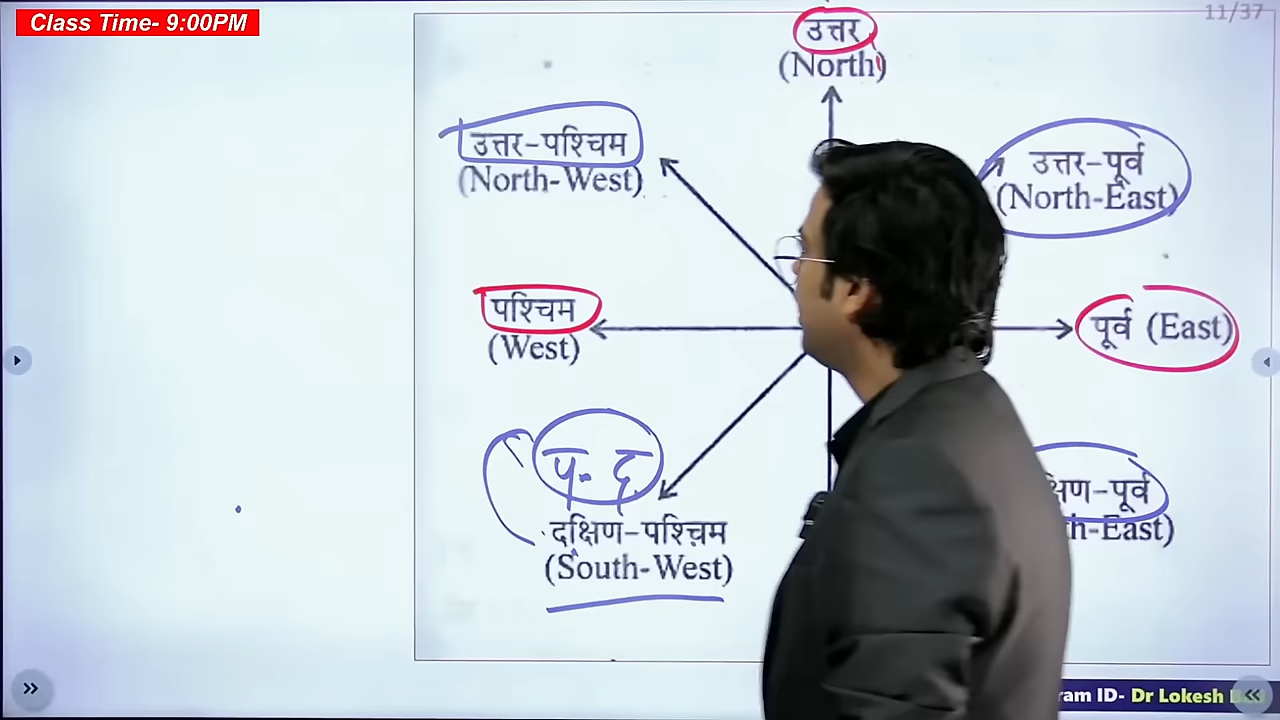 Class Time- 9:00PM
11/37
उत्तर
(North)
उत्तर-पश्चिम
(North-West)
उत्तर-पूर्व
(North-East)
पश्चिम
(West)
पूर्व (East)
प. द
दक्षिण-पश्चिम
(South-West)
क्षिण-पूर्व
th-East)
ram ID- Dr Lokesh